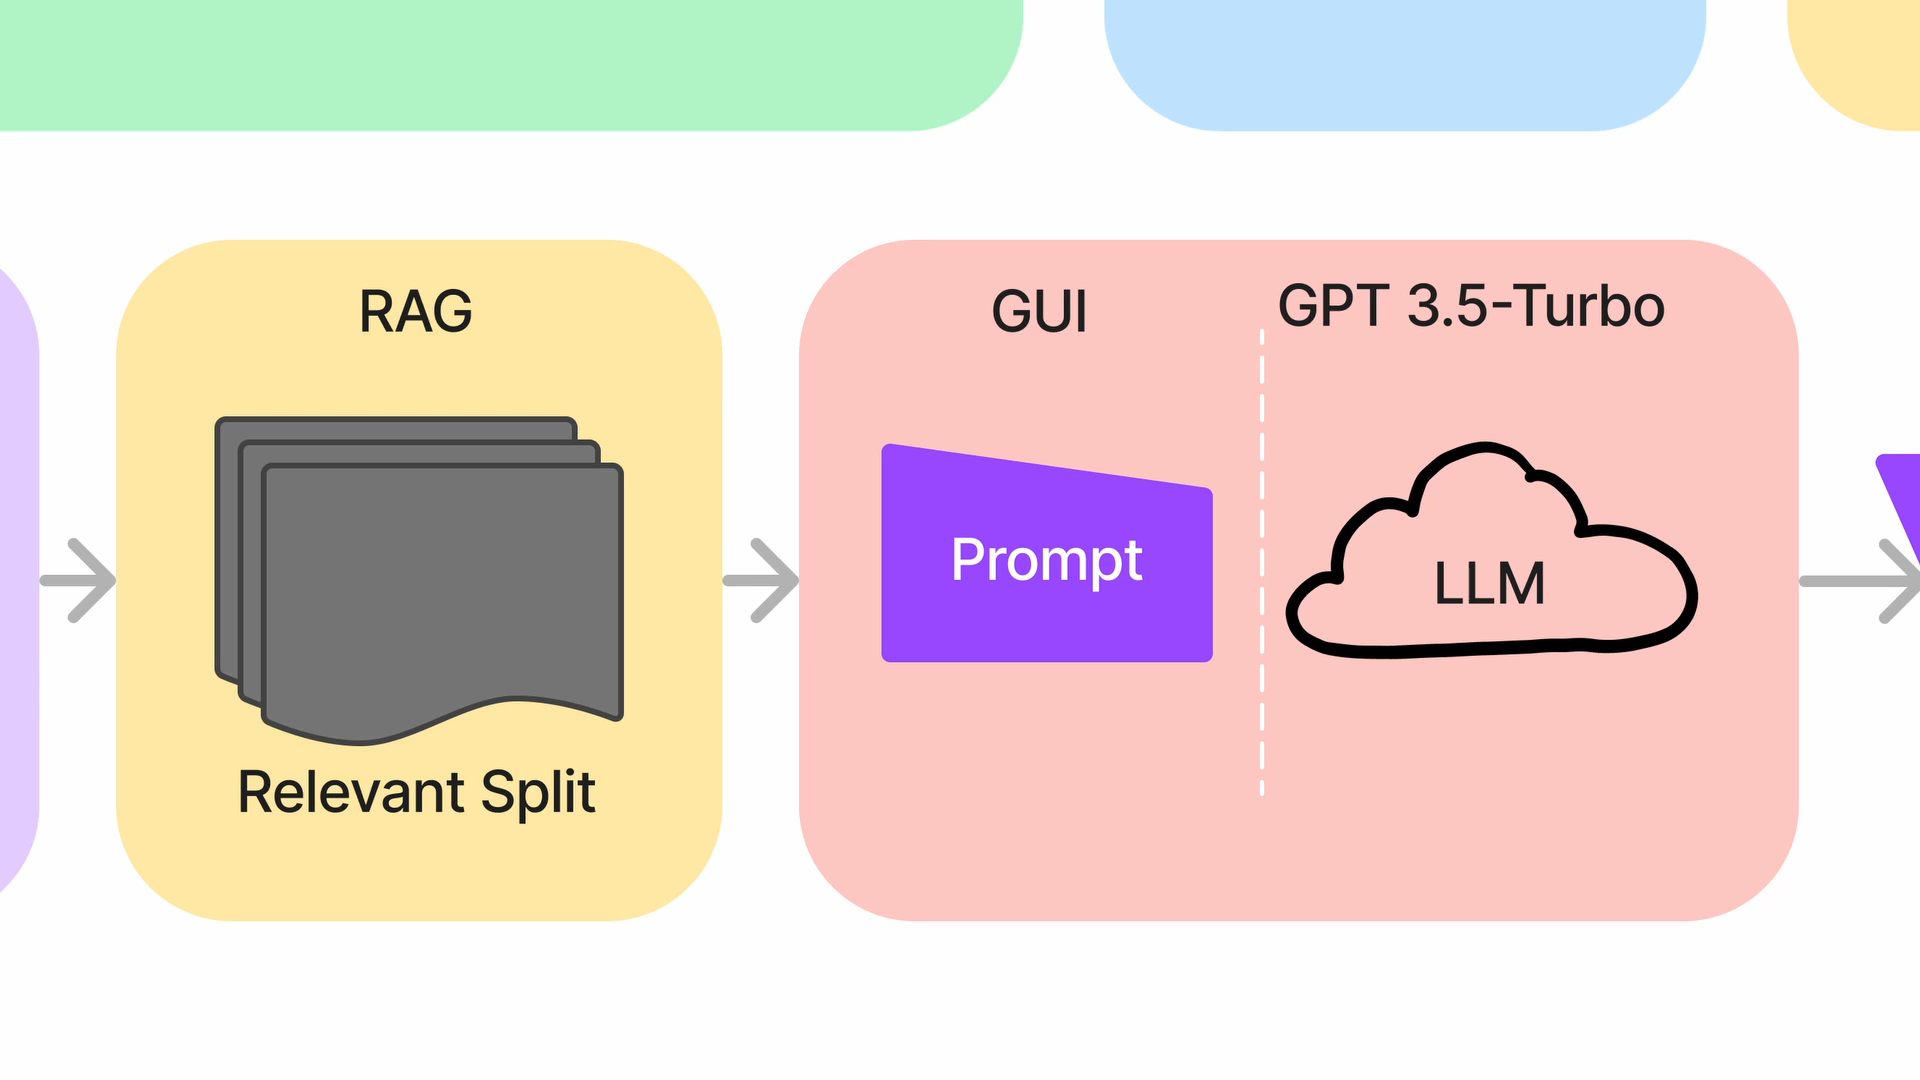 RAG
Relevant Split
GUI
GPT 3.5-Turbo
Prompt
LLM